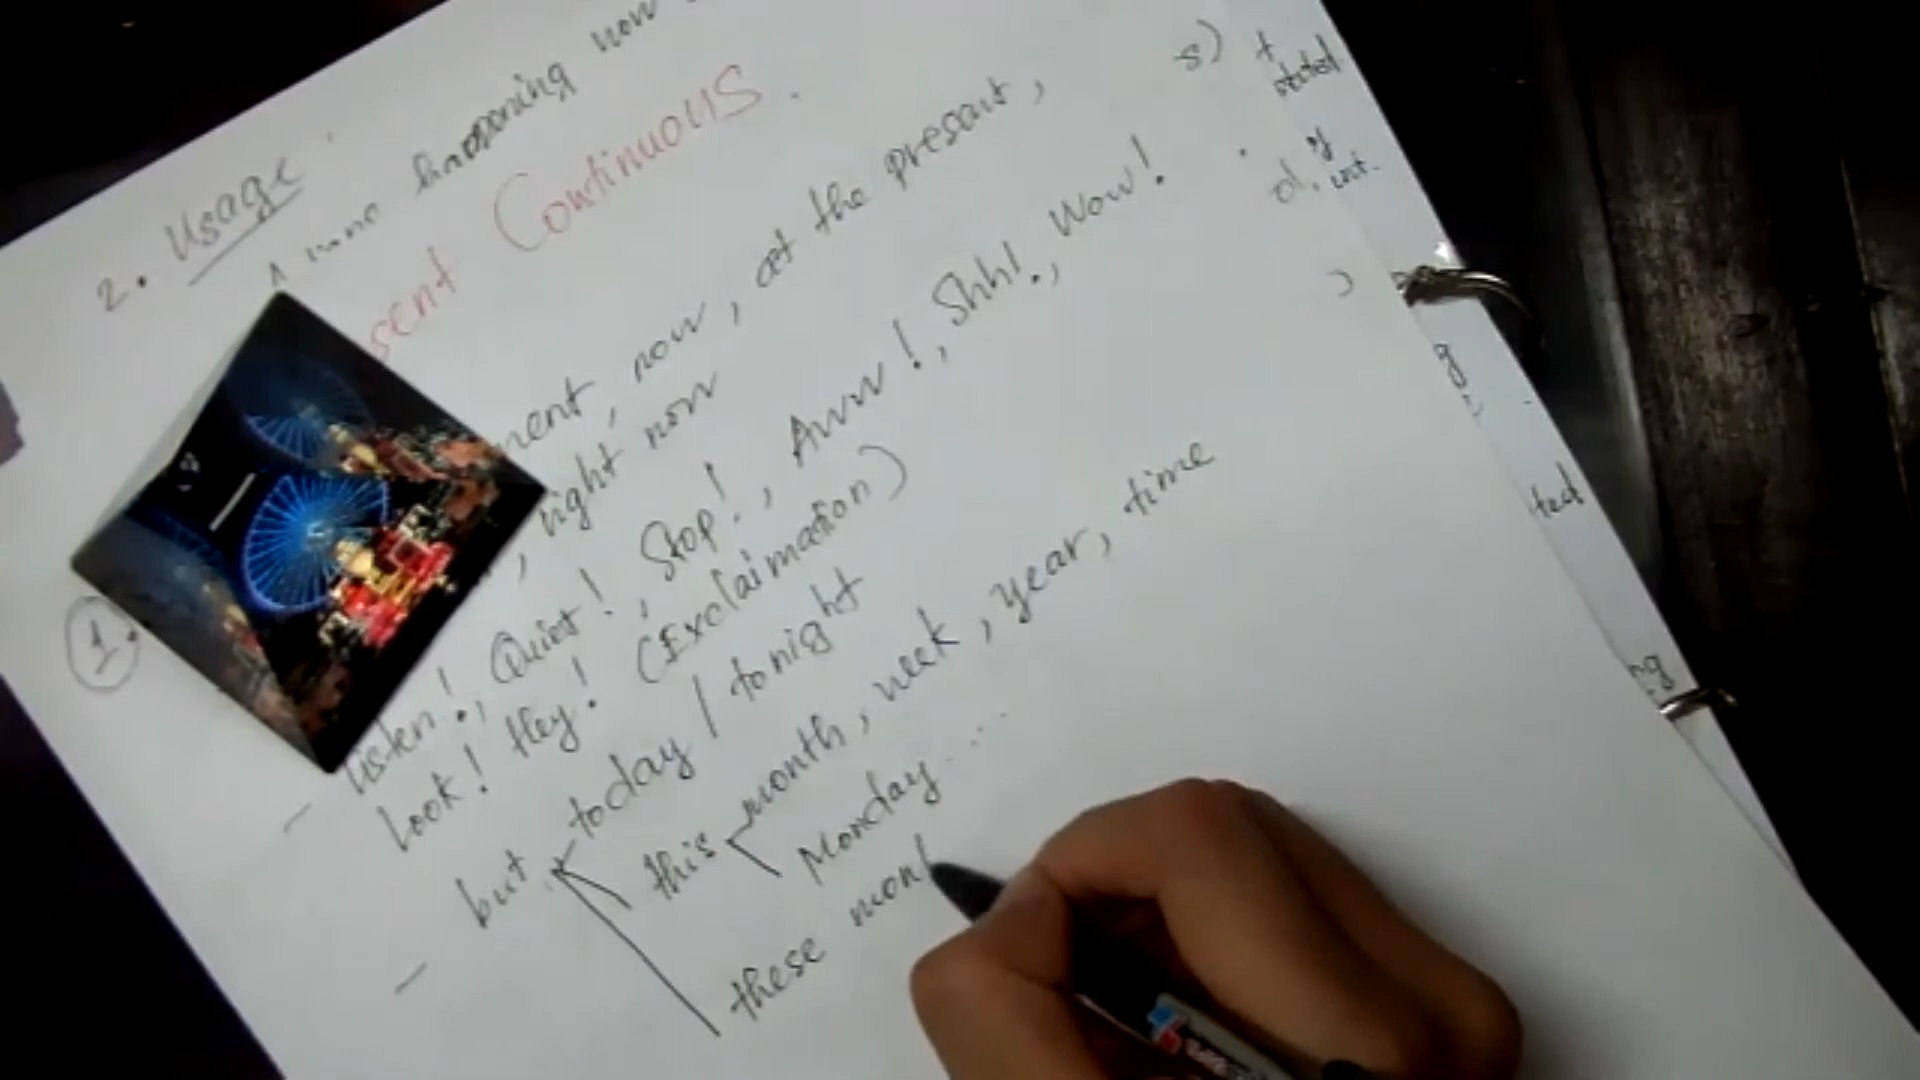 2. Usage
happening now
sent Continuous.
ment, now, at the present,
, right now
1.
- Listen!, Quiet!, Stop!, Aww!, Shh!., Wow!
Look! Hey! (Exclaimation)
- but today / tonight
this month, week, year, time
Monday...
these mon